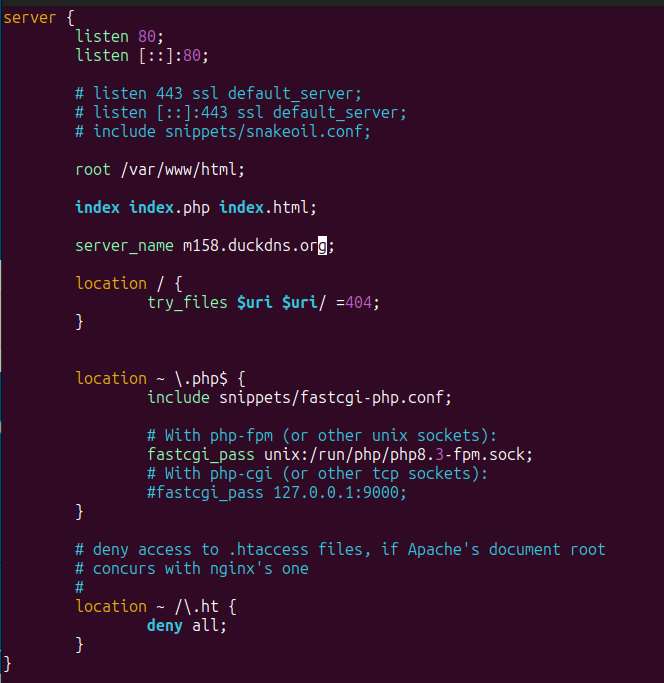 server {
        listen 80;
        listen [::]:80;

        # listen 443 ssl default_server;
        # listen [::]:443 ssl default_server;
        # include snippets/snakeoil.conf;

        root /var/www/html;

        index index.php index.html;

        server_name m158.duckdns.org;

        location / {
                try_files $uri $uri/ =404;
        }


        location ~ \.php$ {
                include snippets/fastcgi-php.conf;

                # With php-fpm (or other unix sockets):
                fastcgi_pass unix:/run/php/php8.3-fpm.sock;
                # With php-cgi (or other tcp sockets):
                #fastcgi_pass 127.0.0.1:9000;
        }

        # deny access to .htaccess files, if Apache's document root
        # concurs with nginx's one
        #
        location ~ /\.ht {
                deny all;
        }
}